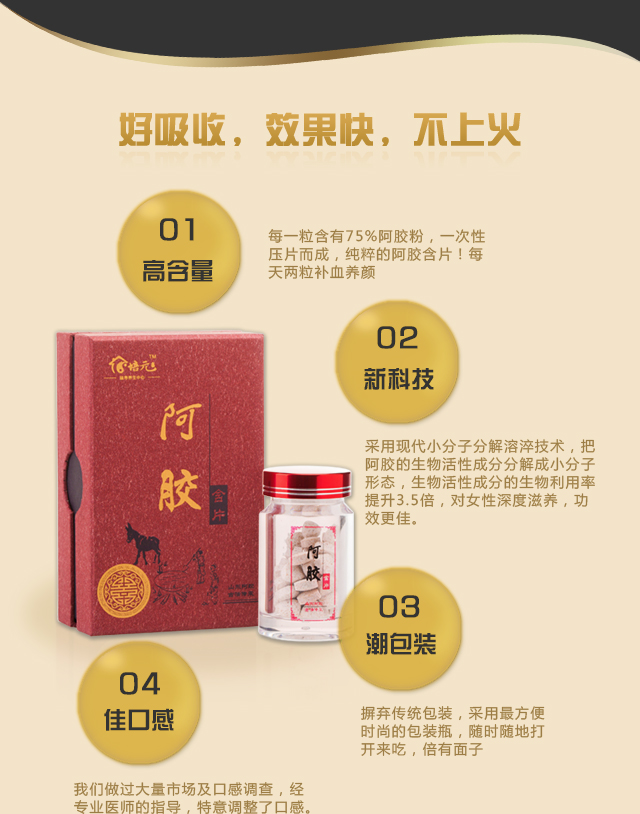 好吸收，效果快，不上火
01
高含量
每一粒含有75%阿胶粉，一次性
压片而成，纯粹的阿胶含片！每
天两粒补血养颜
02
新科技
采用现代小分子分解溶淬技术，把
阿胶的生物活性成分分解成小分子
形态，生物活性成分的生物利用率
提升3.5倍，对女性深度滋养，功
效更佳。
培元
TM
阿
胶
含片
阿
胶
含片
03
潮包装
摒弃传统包装，采用最方便
时尚的包装瓶，随时随地打
开来吃，倍有面子
04
佳口感
我们做过大量市场及口感调查，经
专业医师的指导，特意调整了口感。